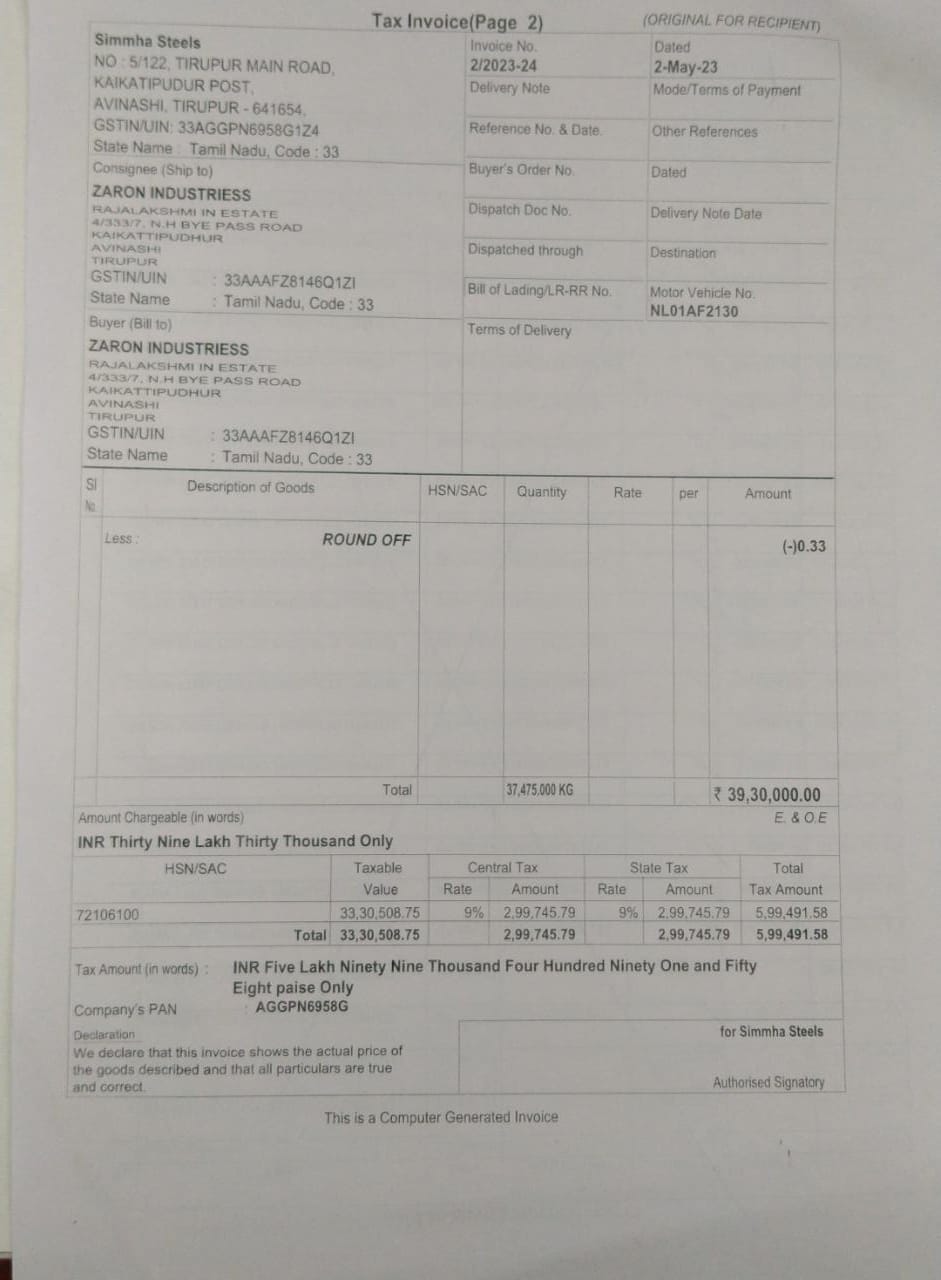 Tax Invoice(Page 2)
(ORIGINAL FOR RECIPIENT)
Simmha Steels
NO : 5/122, TIRUPUR MAIN ROAD,
KAIKATIPUDUR POST,
AVINASHI, TIRUPUR - 641654,
GSTIN/UIN: 33AGGPN6958G1Z4
State Name : Tamil Nadu, Code : 33
Consignee (Ship to)
ZARON INDUSTRIESS
RAJALAKSHMI IN ESTATE
4/333/7, N.H BYE PASS ROAD
KAIKATTIPUDHUR
AVINASHI
TIRUPUR
GSTIN/UIN : 33AAAFZ8146Q1ZI
State Name : Tamil Nadu, Code : 33
Buyer (Bill to)
ZARON INDUSTRIESS
RAJALAKSHMI IN ESTATE
4/333/7, N.H BYE PASS ROAD
KAIKATTIPUDHUR
AVINASHI
TIRUPUR
GSTIN/UIN : 33AAAFZ8146Q1ZI
State Name : Tamil Nadu, Code : 33
Invoice No. Dated
2/2023-24 2-May-23
Delivery Note Mode/Terms of Payment
Reference No. & Date. Other References
Buyer's Order No. Dated
Dispatch Doc No. Delivery Note Date
Dispatched through Destination
Bill of Lading/LR-RR No. Motor Vehicle No.
NL01AF2130
Terms of Delivery
Sl No. Description of Goods HSN/SAC Quantity Rate per Amount
Less : ROUND OFF (-)0.33
Total 37,475.000 KG ₹ 39,30,000.00
Amount Chargeable (in words) E. & O.E
INR Thirty Nine Lakh Thirty Thousand Only
HSN/SAC Taxable Central Tax State Tax Total
Value Rate Amount Rate Amount Tax Amount
72106100 33,30,508.75 9% 2,99,745.79 9% 2,99,745.79 5,99,491.58
Total 33,30,508.75 2,99,745.79 2,99,745.79 5,99,491.58
Tax Amount (in words) : INR Five Lakh Ninety Nine Thousand Four Hundred Ninety One and Fifty
Eight paise Only
Company's PAN : AGGPN6958G
Declaration
We declare that this invoice shows the actual price of
the goods described and that all particulars are true
and correct.
for Simmha Steels
Authorised Signatory
This is a Computer Generated Invoice